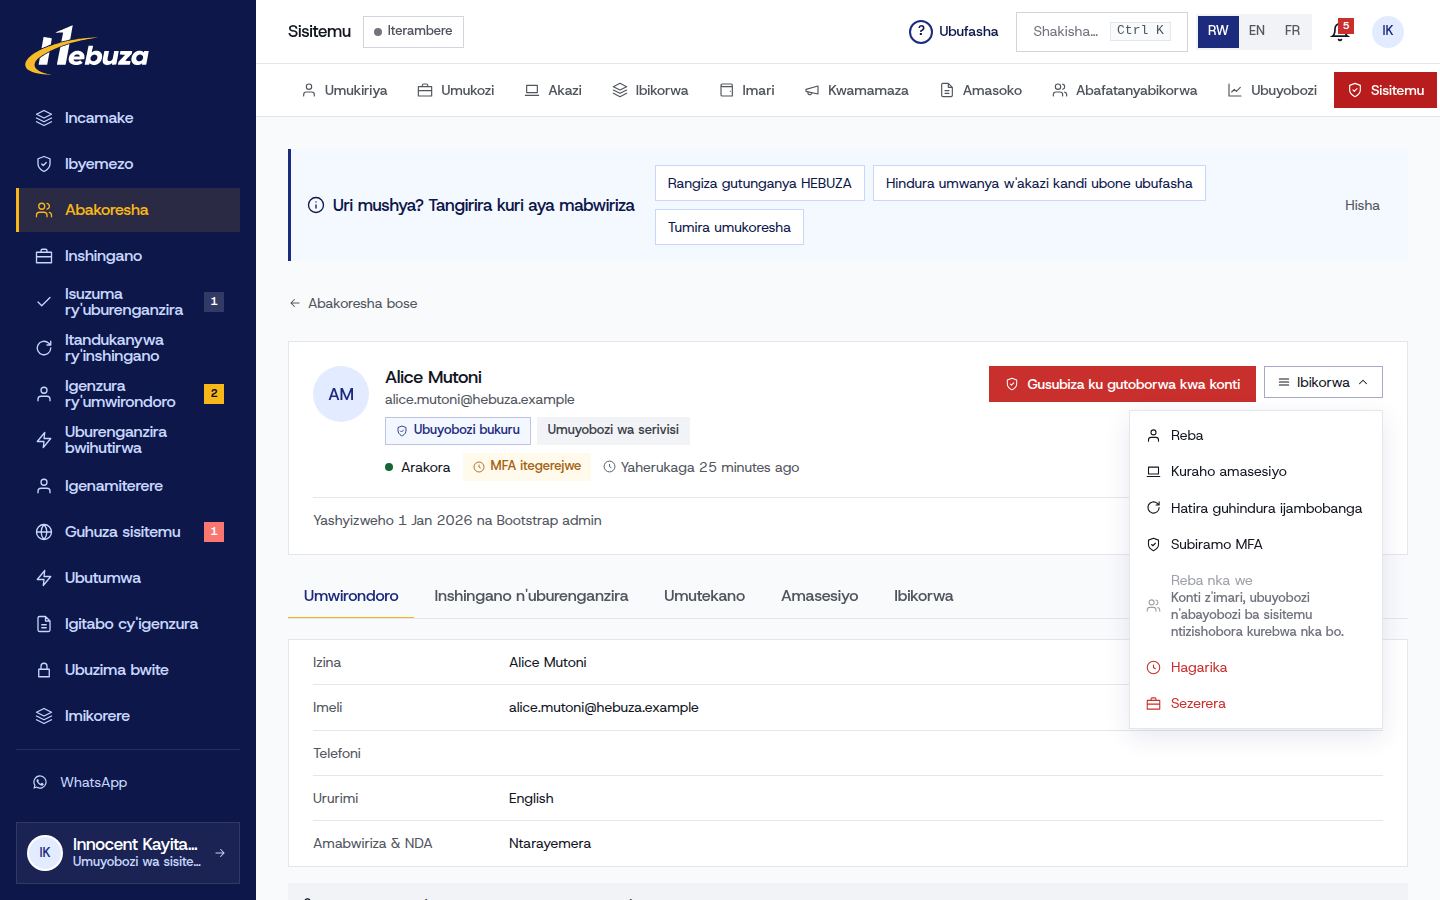 Hebuza
Incamake
Ibyemezo
Abakoresha
Inshingano
Isuzuma
ry'uburenganzira
1
Itandukanywa
ry'inshingano
Igenzura
ry'umwirondoro
2
Uburenganzira
bwihutirwa
Igenamiterere
Guhuza sisitemu
1
Ubutumwa
Igitabo cy'igenzura
Ubuzima bwite
Imikorere
WhatsApp
IK
Innocent Kayita...
Umuyobozi wa sisite...
Sisitemu
Iterambere
? Ubufasha
Shakisha... Ctrl K
RW EN FR
5
IK
Umukiriya
Umukozi
Akazi
Ibikorwa
Imari
Kwamamaza
Amasoko
Abafatanyabikorwa
Ubuyobozi
Sisitemu
Uri mushya? Tangirira kuri aya mabwiriza
Rangiza gutunganya HEBUZA
Hindura umwanya w'akazi kandi ubone ubufasha
Tumira umukoresha
Hisha
Abakoresha bose
AM
Alice Mutoni
alice.mutoni@hebuza.example
Ubuyobozi bukuru
Umuyobozi wa serivisi
Arakora
MFA itegerejwe
Yaherukaga 25 minutes ago
Yashyizweho 1 Jan 2026 na Bootstrap admin
Gusubiza ku gutoborwa kwa konti
Ibikorwa
Reba
Kuraho amasesiyo
Hatira guhindura ijambobanga
Subiramo MFA
Reba nka we
Konti z'imari, ubuyobozi
n'abayobozi ba sisitemu
ntizishobora kurebwa nka bo.
Hagarika
Sezerera
Umwirondoro
Inshingano n'uburenganzira
Umutekano
Amasesiyo
Ibikorwa
Izina Alice Mutoni
Imeli alice.mutoni@hebuza.example
Telefoni
Ururimi English
Amabwiriza & NDA Ntarayemera